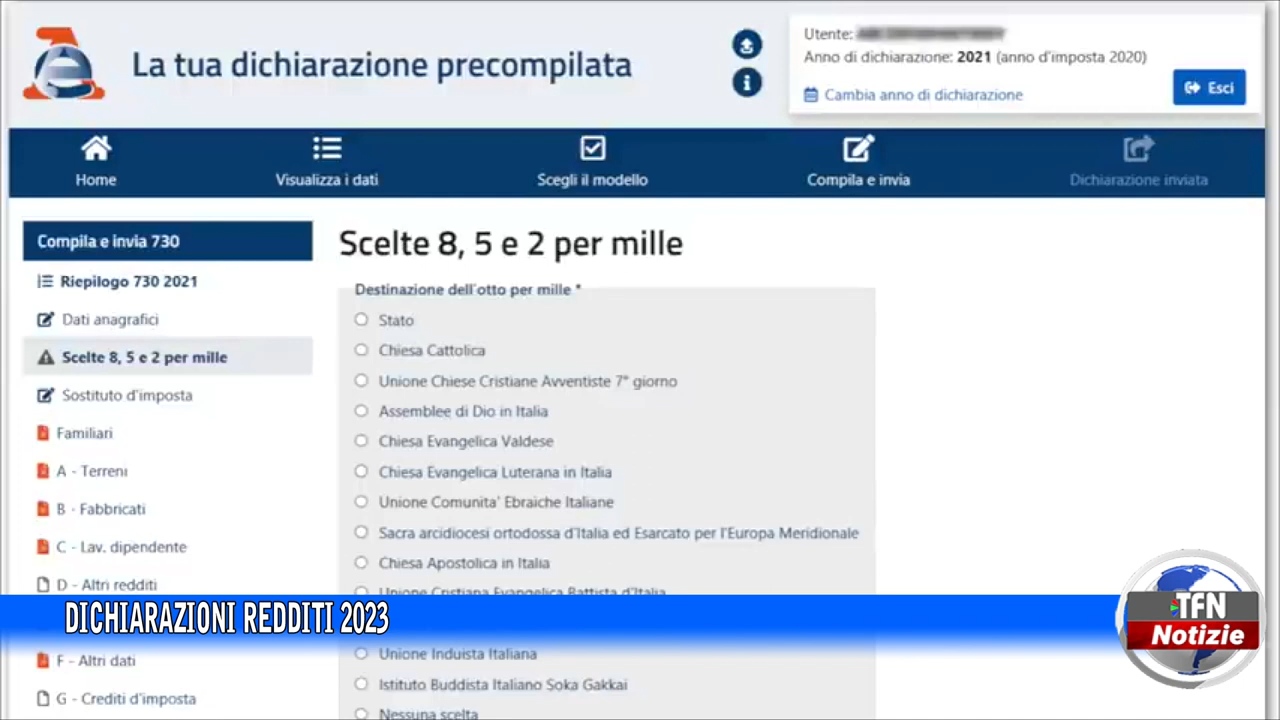 La tua dichiarazione precompilata
Utente:
Anno di dichiarazione: 2021 (anno d'imposta 2020)
Cambia anno di dichiarazione
Esci
Home
Visualizza i dati
Scegli il modello
Compila e invia
Dichiarazione inviata
Compila e invia 730
Riepilogo 730 2021
Dati anagrafici
Scelte 8, 5 e 2 per mille
Sostituto d'imposta
Familiari
A - Terreni
B - Fabbricati
C - Lav. dipendente
D - Altri redditi
F - Altri dati
G - Crediti d'imposta
Scelte 8, 5 e 2 per mille
Destinazione dell'otto per mille *
Stato
Chiesa Cattolica
Unione Chiese Cristiane Avventiste 7° giorno
Assemblee di Dio in Italia
Chiesa Evangelica Valdese
Chiesa Evangelica Luterana in Italia
Unione Comunita' Ebraiche Italiane
Sacra arcidiocesi ortodossa d'Italia ed Esarcato per l'Europa Meridionale
Chiesa Apostolica in Italia
Unione Cristiana Evangelica Battista d'Italia
Unione Induista Italiana
Istituto Buddista Italiano Soka Gakkai
Nessuna scelta
DICHIARAZIONI REDDITI 2023
TFN
Notizie